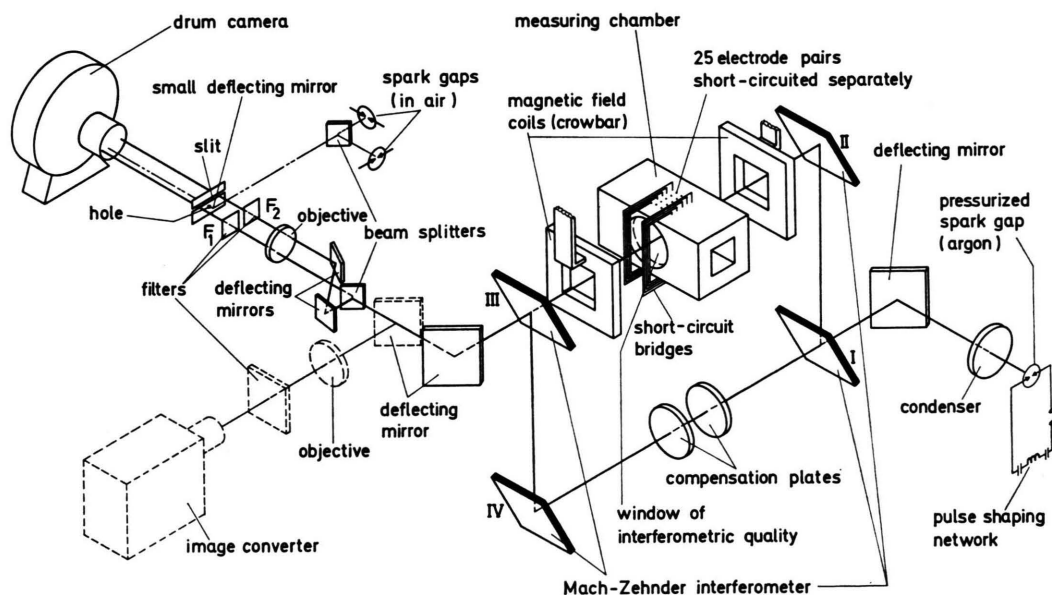 drum camera
small deflecting mirror
slit
hole
F1
F2
filters
objective
spark gaps
(in air)
beam splitters
deflecting
mirrors
deflecting
mirror
objective
image converter
measuring chamber
25 electrode pairs
short-circuited separately
magnetic field
coils (crowbar)
II
deflecting mirror
pressurized
spark gap
(argon)
III
short-circuit
bridges
I
condenser
compensation plates
IV
window of
interferometric quality
pulse shaping
network
Mach-Zehnder interferometer